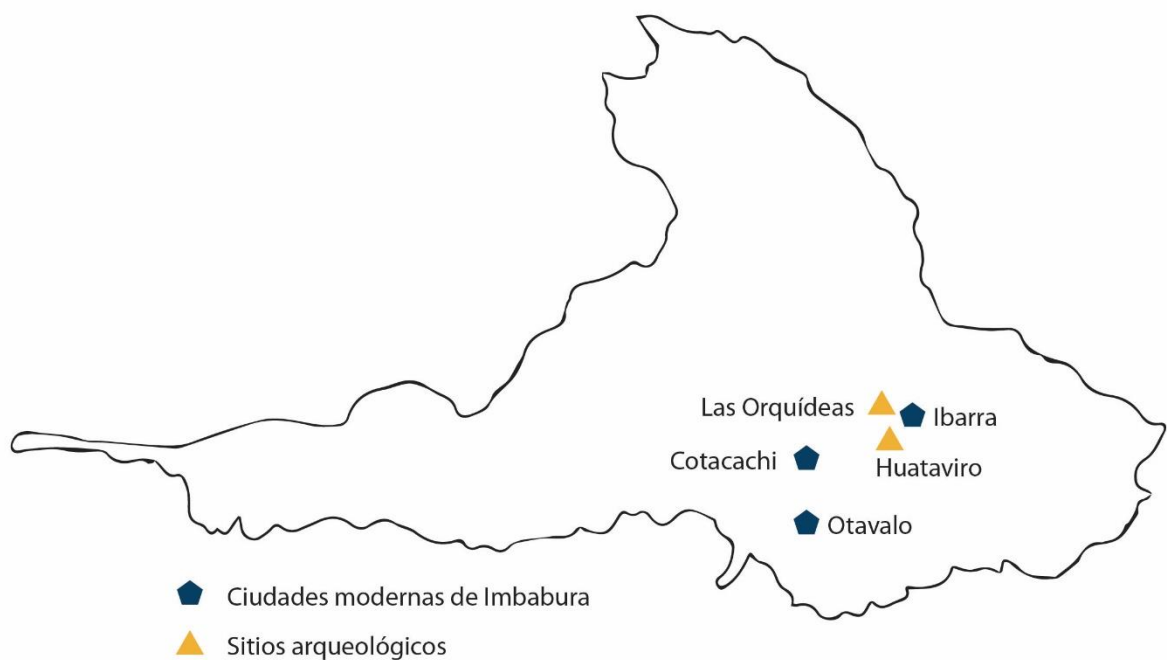 Las Orquídeas
Ibarra
Cotacachi
Huataviro
Otavalo
Ciudades modernas de Imbabura
Sitios arqueológicos